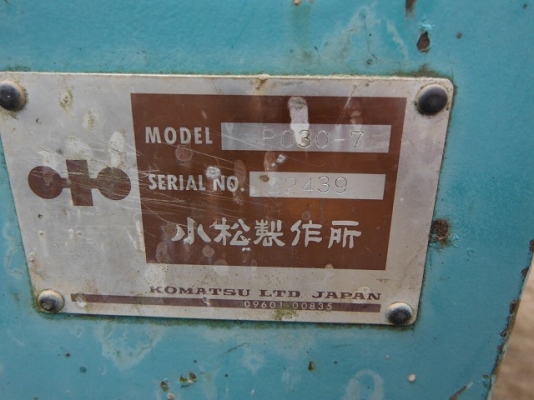 MODEL PC30-7
SERIAL NO.
小松製作所
KOMATSU LTD JAPAN
09601-00835